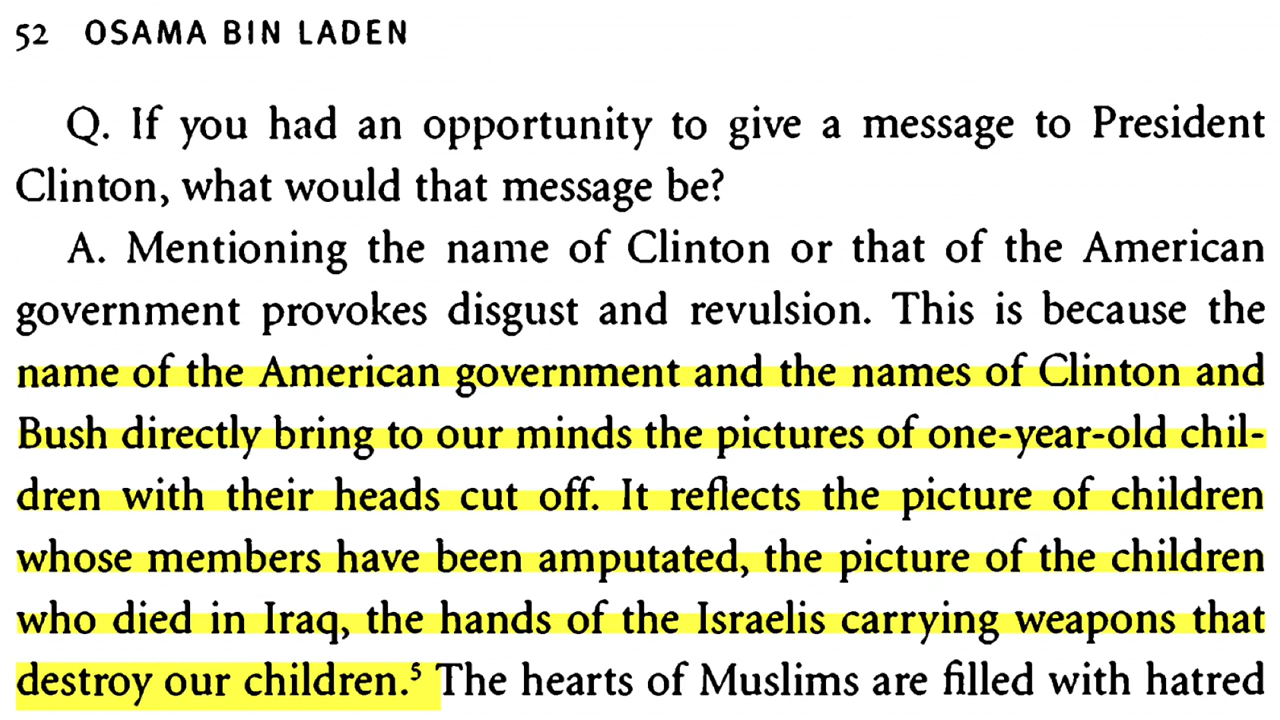 52 OSAMA BIN LADEN
Q. If you had an opportunity to give a message to President
Clinton, what would that message be?
A. Mentioning the name of Clinton or that of the American
government provokes disgust and revulsion. This is because the
name of the American government and the names of Clinton and
Bush directly bring to our minds the pictures of one-year-old chil-
dren with their heads cut off. It reflects the picture of children
whose members have been amputated, the picture of the children
who died in Iraq, the hands of the Israelis carrying weapons that
destroy our children.⁵ The hearts of Muslims are filled with hatred